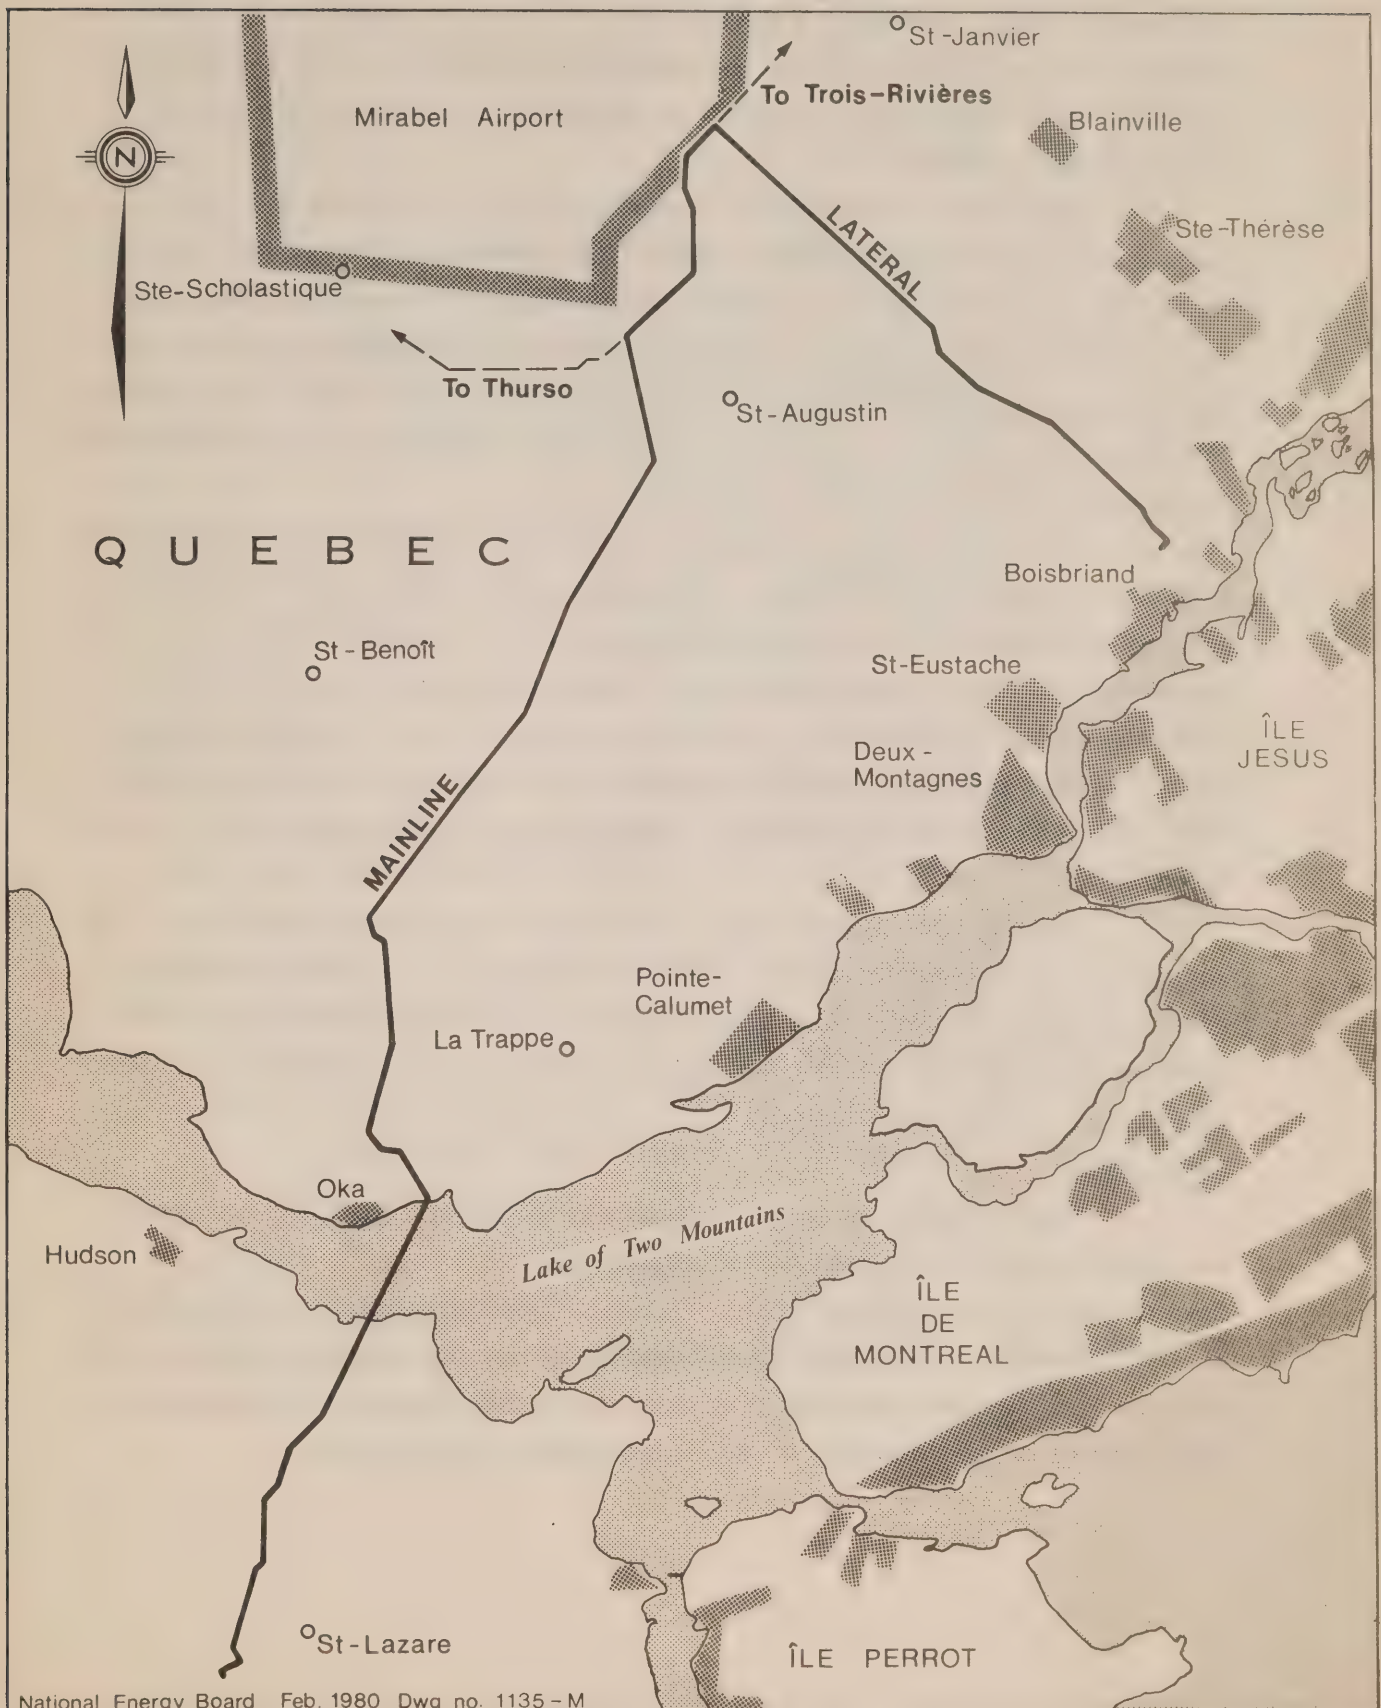 St-Janvier
To Trois-Rivières
Mirabel Airport
Blainville
N
LATERAL
Ste-Thérèse
Ste-Scholastique
To Thurso
St-Augustin
QUEBEC
Boisbriand
St-Benoît
St-Eustache
ÎLE
JESUS
Deux-
Montagnes
MAINLINE
Pointe-
Calumet
La Trappe
Oka
Lake of Two Mountains
Hudson
ÎLE
DE
MONTREAL
St-Lazare
ÎLE PERROT
National Energy Board Feb. 1980 Dwg no. 1135-M